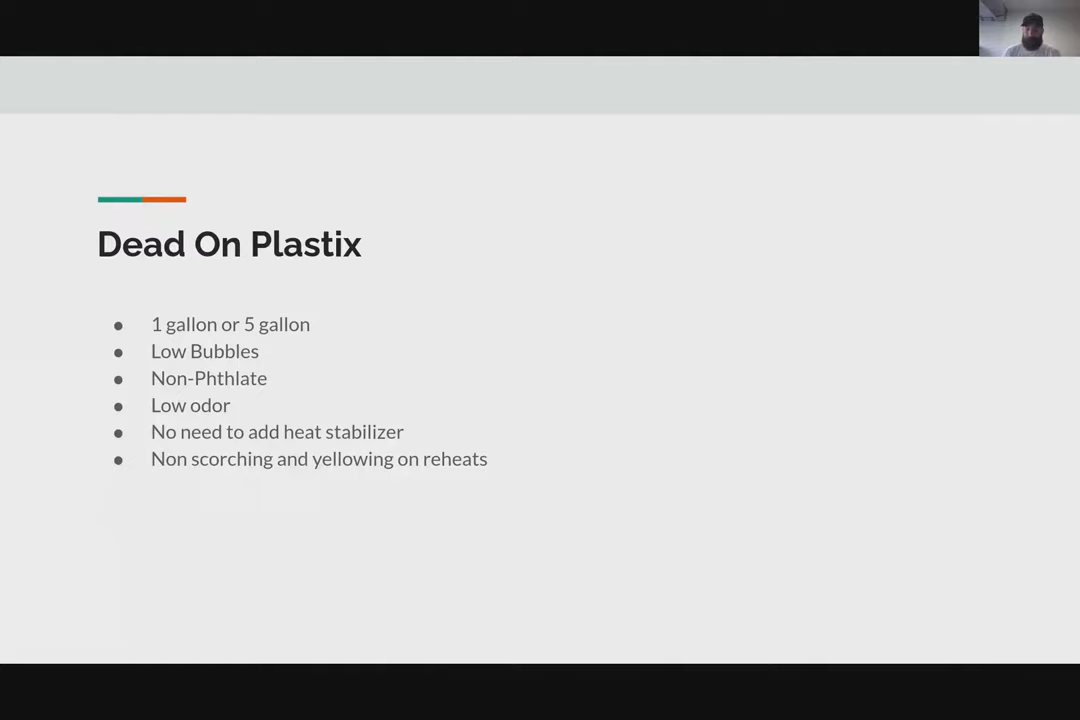 Dead On Plastix
● 1 gallon or 5 gallon
● Low Bubbles
● Non-Phthlate
● Low odor
● No need to add heat stabilizer
● Non scorching and yellowing on reheats